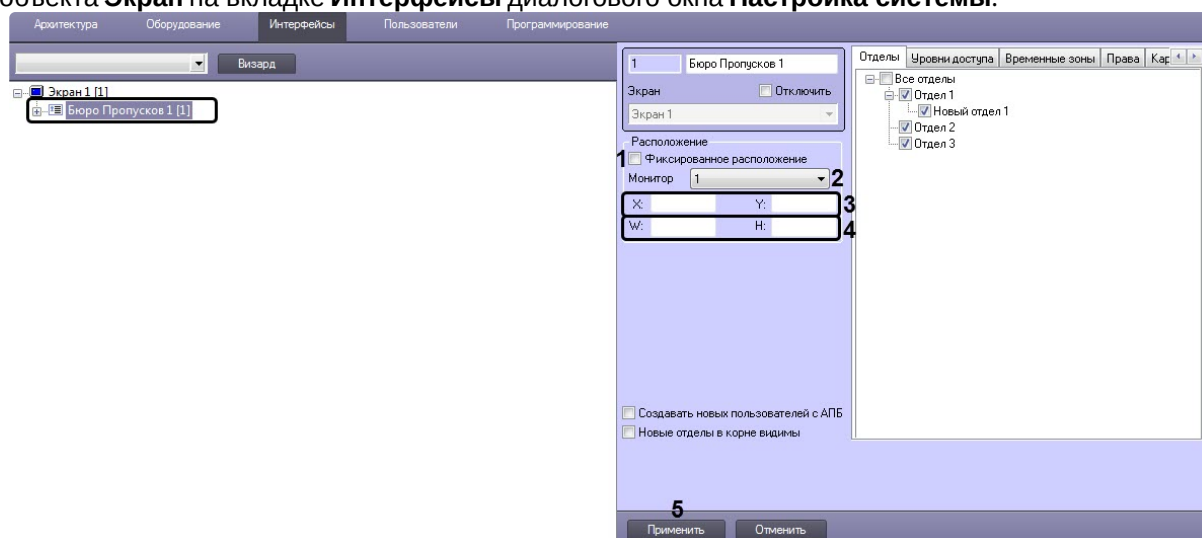 объекта Экран на вкладке Интерфейсы диалогового окна Настройка системы.
Архитектура Оборудование Интерфейсы Пользователи Программирование
Визард
Экран 1 [1]
Бюро Пропусков 1 [1]
1 Бюро Пропусков 1
Экран Отключить
Экран 1
Расположение
1 Фиксированное расположение
Монитор 1 2
X: Y: 3
W: H: 4
Создавать новых пользователей с АПБ
Новые отделы в корне видимы
5
Применить Отменить
Отделы Уровни доступа Временные зоны Права Кар
Все отделы
Отдел 1
Новый отдел 1
Отдел 2
Отдел 3